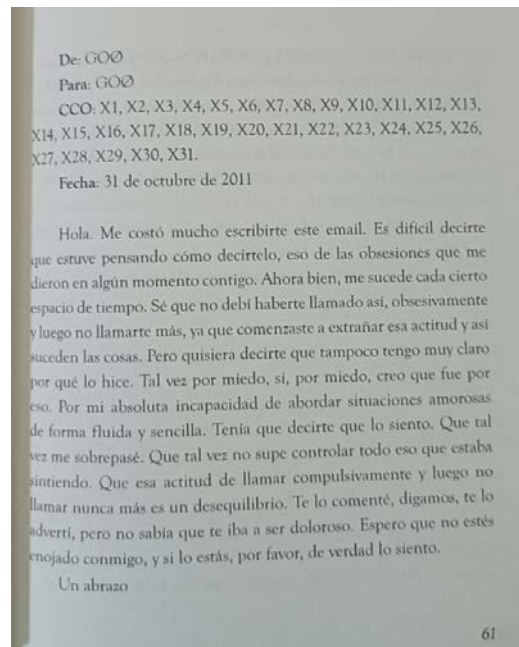 De: GOØ
Para: GOØ
CCO: X1, X2, X3, X4, X5, X6, X7, X8, X9, X10, X11, X12, X13,
X14, X15, X16, X17, X18, X19, X20, X21, X22, X23, X24, X25, X26,
X27, X28, X29, X30, X31.
Fecha: 31 de octubre de 2011
Hola. Me costó mucho escribirte este email. Es difícil decirte
que estuve pensando cómo decírtelo, eso de las obsesiones que me
dieron en algún momento contigo. Ahora bien, me sucede cada cierto
espacio de tiempo. Sé que no debí haberte llamado así, obsesivamente
y luego no llamarte más, ya que comenzaste a extrañar esa actitud y así
suceden las cosas. Pero quisiera decirte que tampoco tengo muy claro
por qué lo hice. Tal vez por miedo, sí, por miedo, creo que fue por
eso. Por mi absoluta incapacidad de abordar situaciones amorosas
de forma fluida y sencilla. Tenía que decirte que lo siento. Que tal
vez me sobrepasé. Que tal vez no supe controlar todo eso que estaba
sintiendo. Que esa actitud de llamar compulsivamente y luego no
llamar nunca más es un desequilibrio. Te lo comenté, digamos, te lo
advertí, pero no sabía que te iba a ser doloroso. Espero que no estés
enojado conmigo, y si lo estás, por favor, de verdad lo siento.
Un abrazo
61